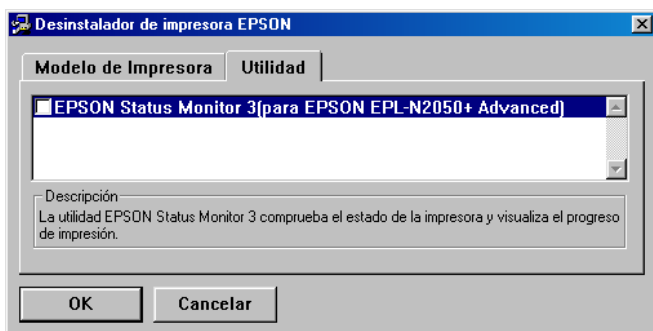 Desinstalador de impresora EPSON
Modelo de Impresora
Utilidad
EPSON Status Monitor 3(para EPSON EPL-N2050+ Advanced)
Descripción
La utilidad EPSON Status Monitor 3 comprueba el estado de la impresora y visualiza el progreso
de impresión.
OK
Cancelar